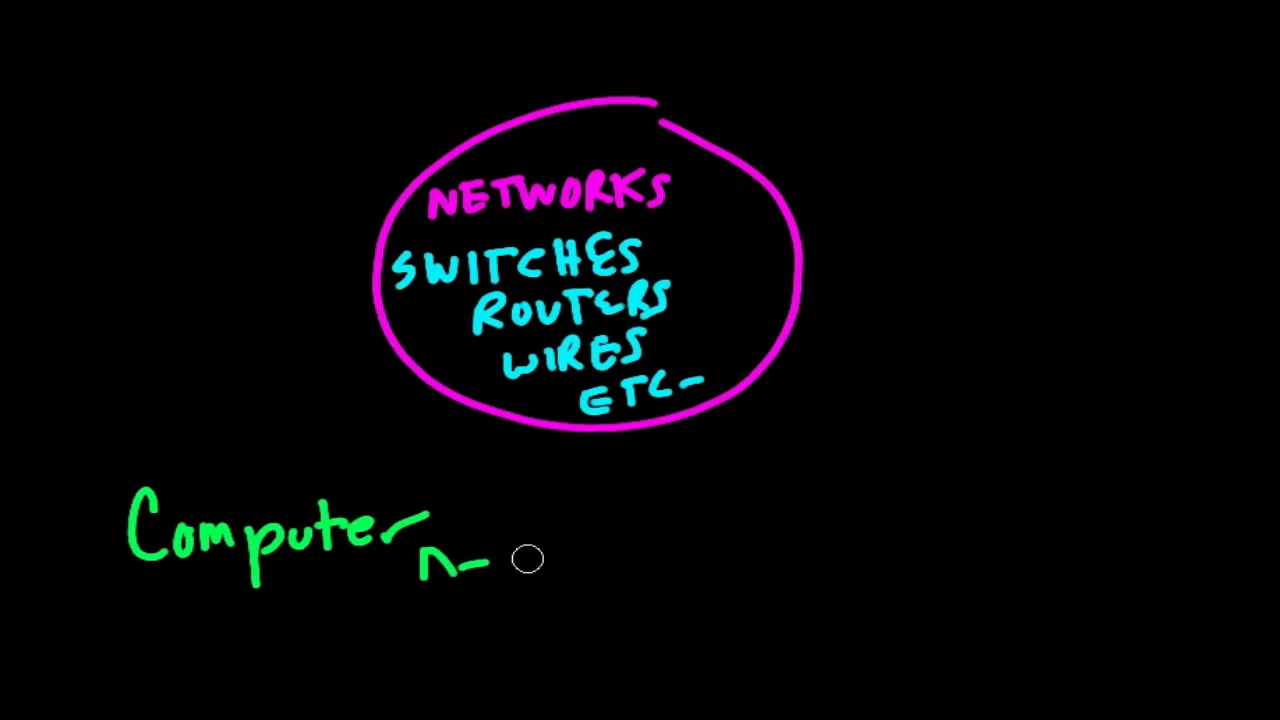 NETWORKS
SWITCHES
ROUTERS
WIRES
ETC-
Computer
n-